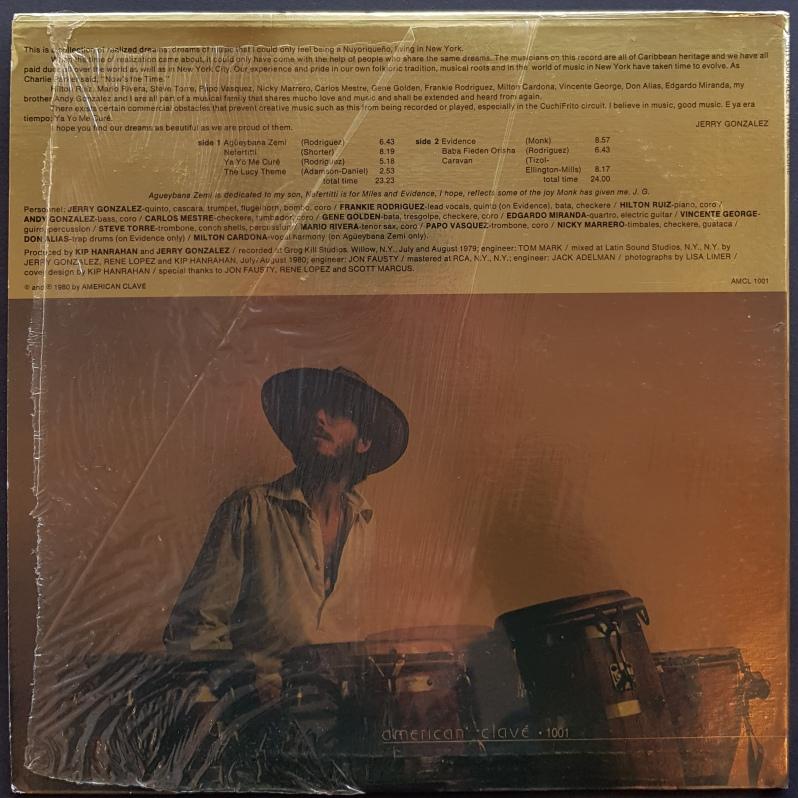 This is a collection of realized dreams: dreams of music that I could only feel being a Nuyoriqueño, living in New York.
When the time of realization came about, it could only have come with the help of people who share the same dreams. The musicians on this record are all of Caribbean heritage and we have all
paid dues all over the world as well as in New York City. Our experience and pride in our own folkloric tradition, musical roots and in the world of music in New York have taken time to evolve. As
Charlie Parker said, "Now's the Time."
Hilton Ruiz, Mario Rivera, Steve Torre, Papo Vasquez, Nicky Marrero, Carlos Mestre, Gene Golden, Frankie Rodriguez, Milton Cardona, Vincente George, Don Alias, Edgardo Miranda, my
brother Andy Gonzalez and I are all part of a musical family that shares mucho love and music and shall be extended and heard from again.
There exist certain commercial obstacles that prevent creative music such as this from being recorded or played, especially in the CuchiFrito circuit. I believe in music, good music. E ya era
tiempo: Ya Yo Me Curé.
I hope you find our dreams as beautiful as we are proud of them.
JERRY GONZALEZ
side 1 Agüeybana Zemi (Rodriguez) 6.43 side 2 Evidence (Monk) 8.57
Nefertitti (Shorter) 8.19 Baba Fieden Orisha (Rodriguez) 6.43
Ya Yo Me Curé (Rodriguez) 5.18 Caravan (Tizol-
The Lucy Theme (Adamson-Daniel) 2.53 Ellington-Mills) 8.17
total time 23.23 total time 24.00
Agueybana Zemi is dedicated to my son, Nefertitti is for Miles and Evidence, I hope, reflects some of the joy Monk has given me. J. G.
Personnel: JERRY GONZALEZ-quinto, cascara, trumpet, flugelhorn, bombo, coro / FRANKIE RODRIGUEZ-lead vocals, quinto (on Evidence), bata, checkere / HILTON RUIZ-piano, coro /
ANDY GONZALEZ-bass, coro / CARLOS MESTRE-checkere, tumbador, coro / GENE GOLDEN-bata, tresgolpe, checkere, coro / EDGARDO MIRANDA-quartro, electric guitar / VINCENTE GEORGE-
guiro, percussion / STEVE TORRE-trombone, conch shells, percussion / MARIO RIVERA-tenor sax, coro / PAPO VASQUEZ-trombone, coro / NICKY MARRERO-timbales, checkere, guataca /
DON ALIAS-trap drums (on Evidence only) / MILTON CARDONA-vocal harmony (on Agüeybana Zemi only).
Produced by KIP HANRAHAN and JERRY GONZALEZ / recorded at Grog Kill Studios, Willow, N.Y., July and August 1979; engineer: TOM MARK / mixed at Latin Sound Studios, N.Y., N.Y. by
JERRY GONZALEZ, RENE LOPEZ and KIP HANRAHAN, July/August 1980; engineer: JON FAUSTY / mastered at RCA, N.Y., N.Y.; engineer: JACK ADELMAN / photographs by LISA LIMER /
cover design by KIP HANRAHAN / special thanks to JON FAUSTY, RENE LOPEZ and SCOTT MARCUS.
© and ℗ 1980 by AMERICAN CLAVÉ
AMCL 1001
american clavé · 1001